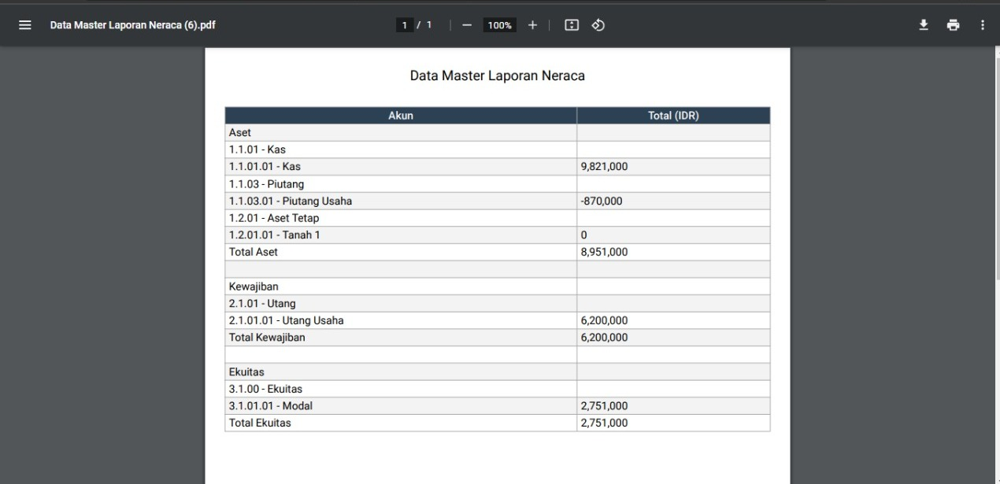 Data Master Laporan Neraca (6).pdf
1 / 1
100%
Data Master Laporan Neraca
Akun Total (IDR)
Aset
1.1.01 - Kas
1.1.01.01 - Kas 9,821,000
1.1.03 - Piutang
1.1.03.01 - Piutang Usaha -870,000
1.2.01 - Aset Tetap
1.2.01.01 - Tanah 1 0
Total Aset 8,951,000
Kewajiban
2.1.01 - Utang
2.1.01.01 - Utang Usaha 6,200,000
Total Kewajiban 6,200,000
Ekuitas
3.1.00 - Ekuitas
3.1.01.01 - Modal 2,751,000
Total Ekuitas 2,751,000